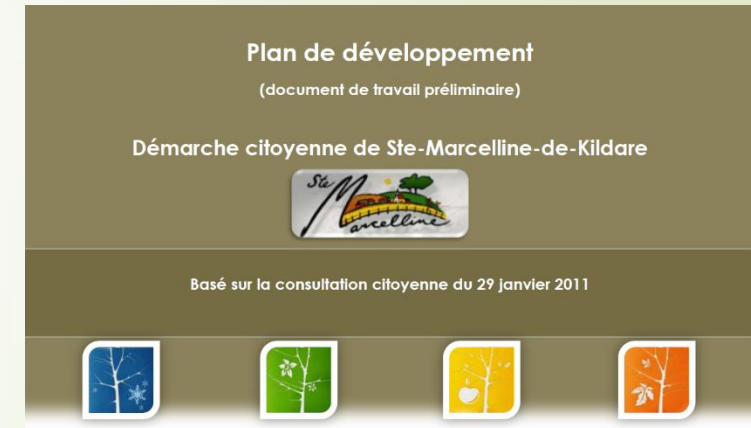 Plan de développement
(document de travail préliminaire)
Démarche citoyenne de Ste-Marcelline-de-Kildare
Ste
Marcelline
Basé sur la consultation citoyenne du 29 janvier 2011